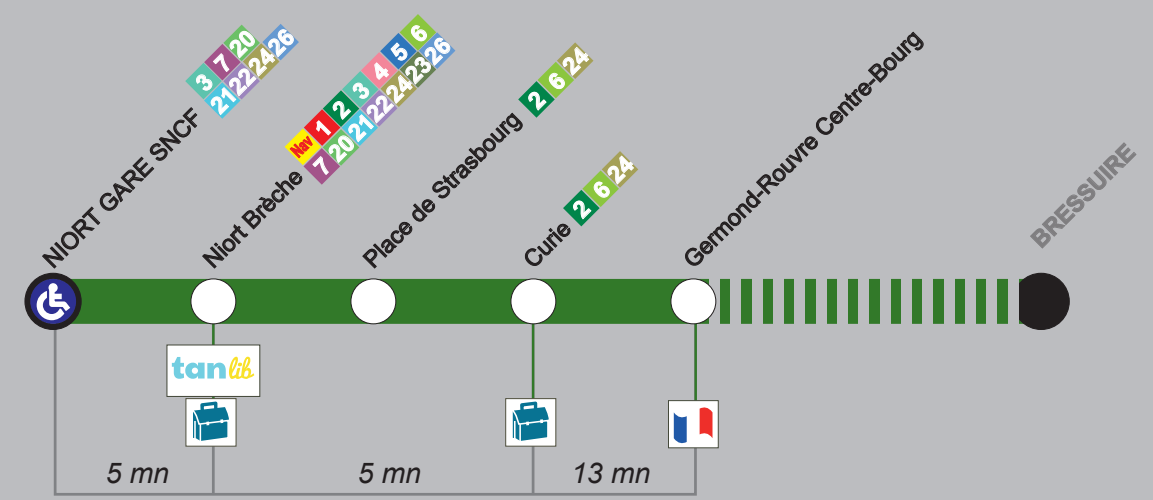 NIORT GARE SNCF
3 7 20
21 22 24 26
Niort Brèche
Nav 1 2 3 4 5 6
7 20 21 22 24 23 26
Place de Strasbourg 2 6 24
Curie 2 6 24
Germond-Rouvre Centre-Bourg
BRESSUIRE
tanlib
5 mn
5 mn
13 mn